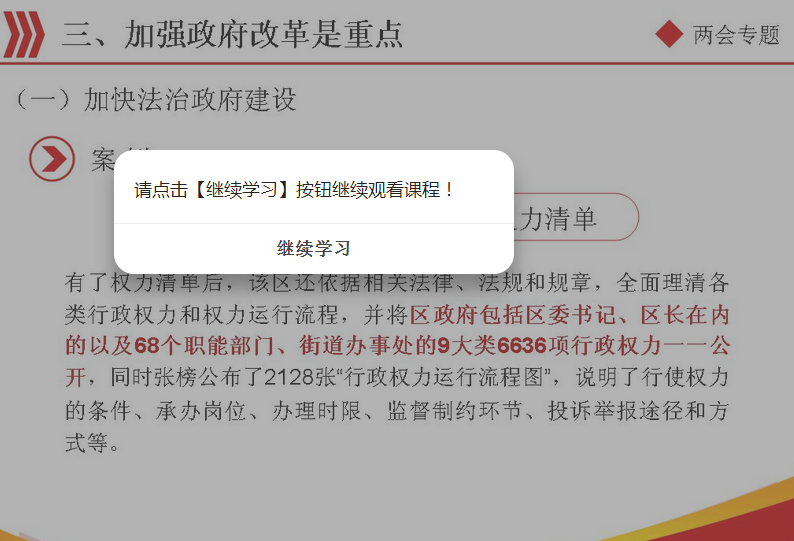 三、加强政府改革是重点
两会专题
（一）加快法治政府建设
案
请点击【继续学习】按钮继续观看课程！
继续学习
力清单
有了权力清单后，该区还依据相关法律、法规和规章，全面理清各
类行政权力和权力运行流程，并将区政府包括区委书记、区长在内
的以及68个职能部门、街道办事处的9大类6636项行政权力一一公
开，同时张榜公布了2128张“行政权力运行流程图”，说明了行使权力
的条件、承办岗位、办理时限、监督制约环节、投诉举报途径和方
式等。